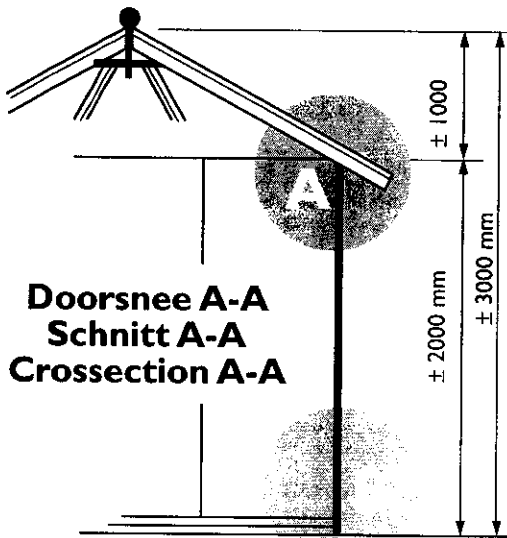 ± 1000
A
± 2000 mm
± 3000 mm
Doorsnee A-A
Schnitt A-A
Crossection A-A